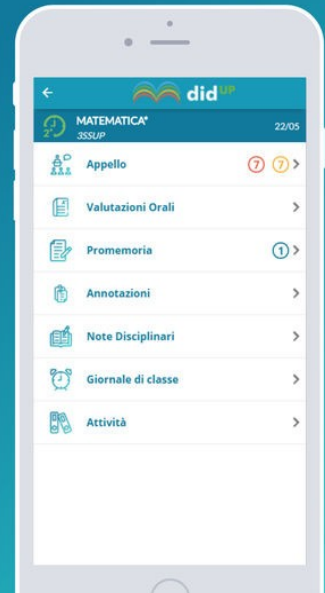 didUP
2ª
MATEMATICA*
3SSUP
22/05
Appello
7
7
Valutazioni Orali
Promemoria
1
Annotazioni
Note Disciplinari
Giornale di classe
Attività